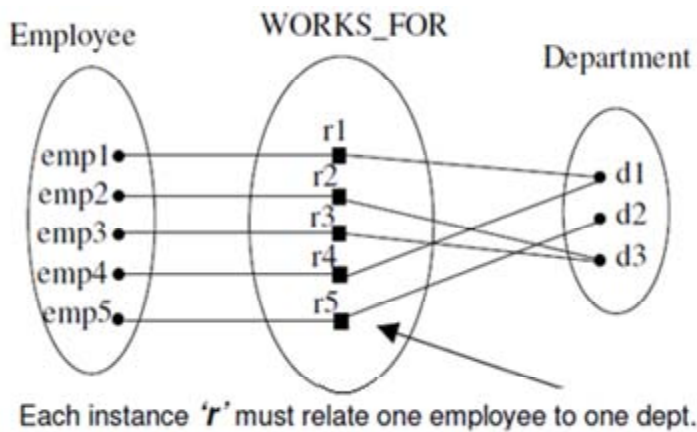 Employee
WORKS_FOR
Department
emp1
emp2
emp3
emp4
emp5
r1
r2
r3
r4
r5
d1
d2
d3
Each instance ‘r’ must relate one employee to one dept.